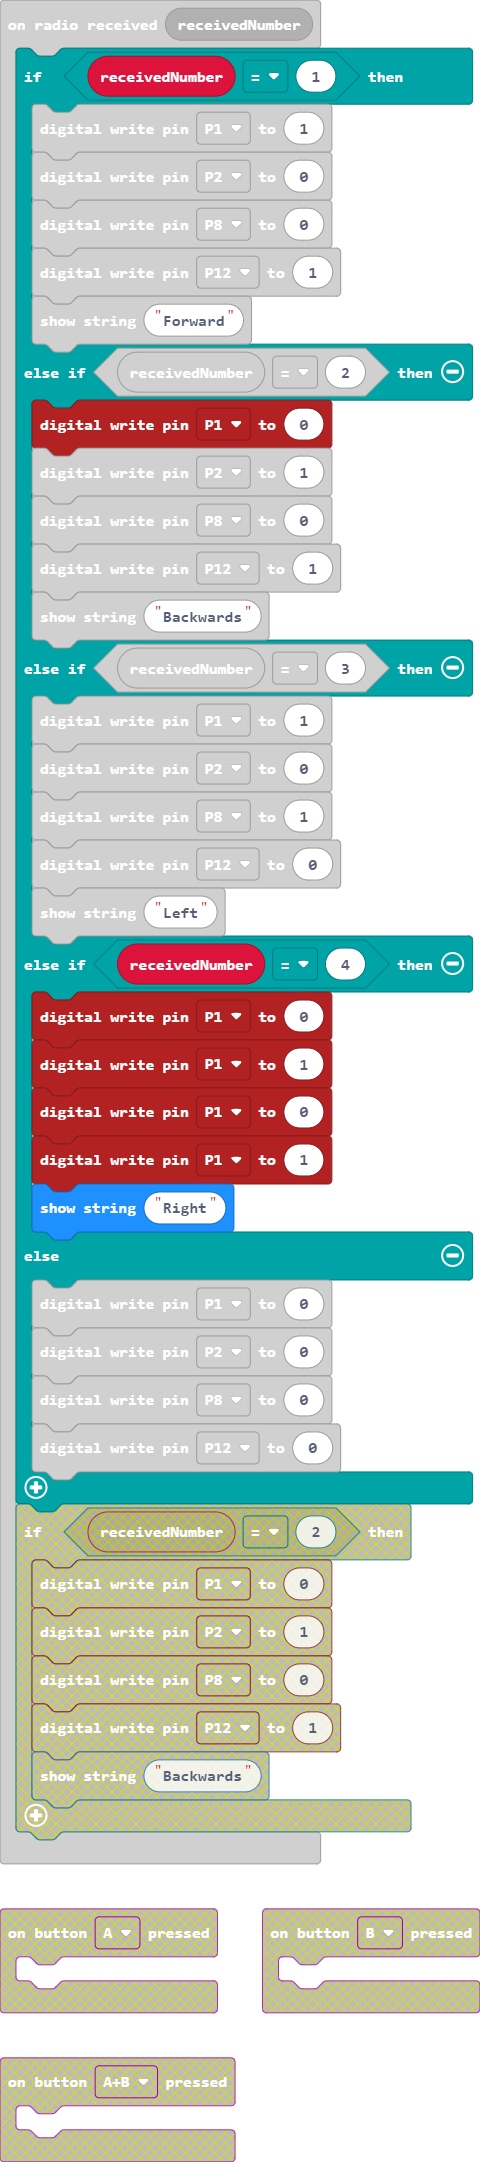 on radio received receivedNumber
if receivedNumber = 1 then
digital write pin P1 to 1
digital write pin P2 to 0
digital write pin P8 to 0
digital write pin P12 to 1
show string "Forward"
else if receivedNumber = 2 then
digital write pin P1 to 0
digital write pin P2 to 1
digital write pin P8 to 0
digital write pin P12 to 1
show string "Backwards"
else if receivedNumber = 3 then
digital write pin P1 to 1
digital write pin P2 to 0
digital write pin P8 to 1
digital write pin P12 to 0
show string "Left"
else if receivedNumber = 4 then
digital write pin P1 to 0
digital write pin P1 to 1
digital write pin P1 to 0
digital write pin P1 to 1
show string "Right"
else
digital write pin P1 to 0
digital write pin P2 to 0
digital write pin P8 to 0
digital write pin P12 to 0
if receivedNumber = 2 then
digital write pin P1 to 0
digital write pin P2 to 1
digital write pin P8 to 0
digital write pin P12 to 1
show string "Backwards"
on button A pressed
on button B pressed
on button A+B pressed